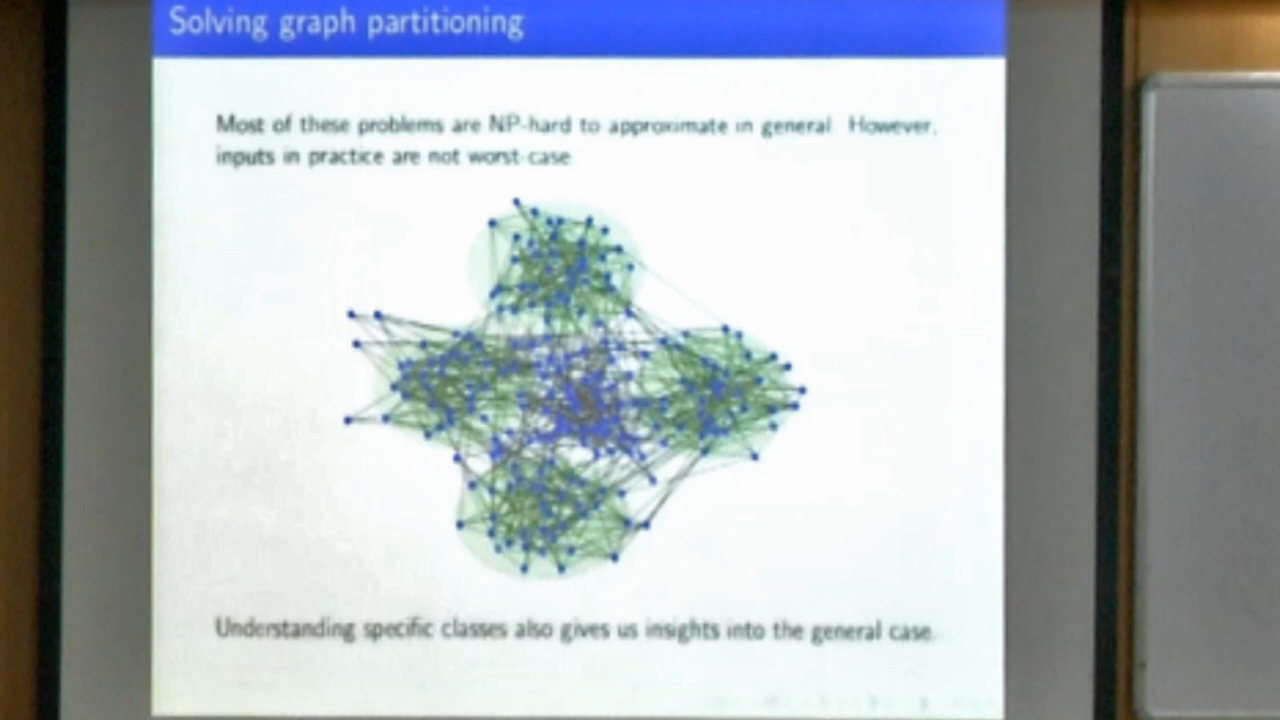 Solving graph partitioning
Most of these problems are NP-hard to approximate in general. However,
inputs in practice are not worst-case
Understanding specific classes also gives us insights into the general case.